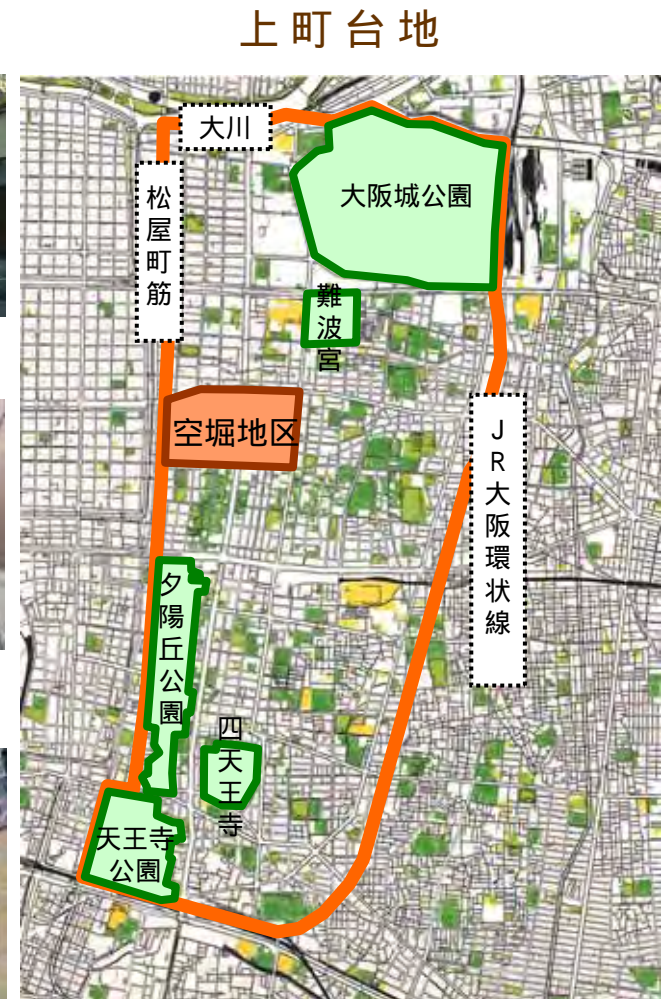 上町台地
大川
松屋町筋
大阪城公園
難波宮
空堀地区
JR大阪環状線
夕陽丘公園
四天王寺
天王寺
公園